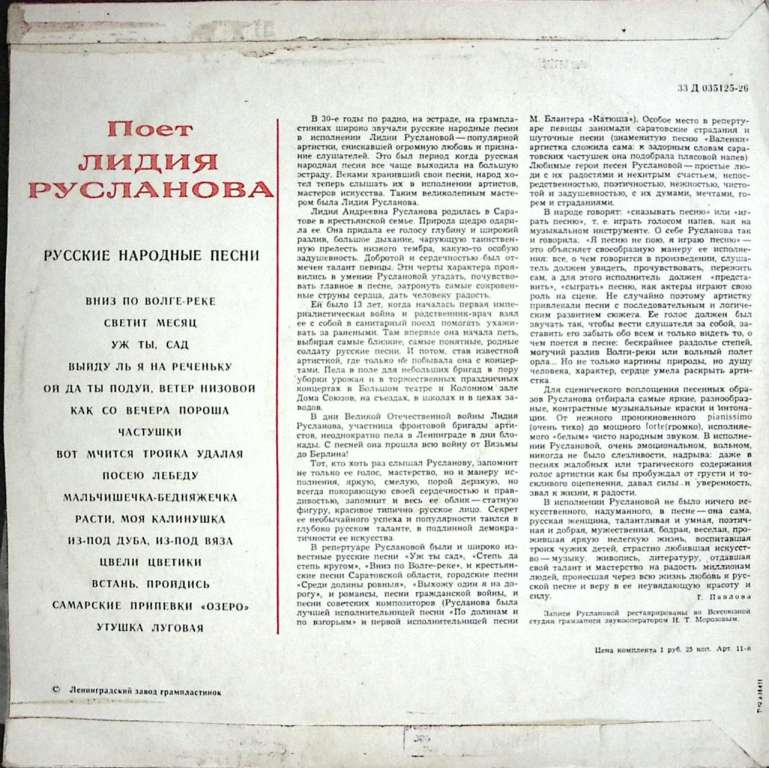 33 Д 035125-26
Поет
ЛИДИЯ
РУСЛАНОВА
РУССКИЕ НАРОДНЫЕ ПЕСНИ
ВНИЗ ПО ВОЛГЕ-РЕКЕ
СВЕТИТ МЕСЯЦ
УЖ ТЫ, САД
ВЫЙДУ ЛЬ Я НА РЕЧЕНЬКУ
ОЙ ДА ТЫ ПОДУЙ, ВЕТЕР НИЗОВОЙ
КАК СО ВЕЧЕРА ПОРОША
ЧАСТУШКИ
ВОТ МЧИТСЯ ТРОЙКА УДАЛАЯ
ПОСЕЮ ЛЕБЕДУ
МАЛЬЧИШЕЧКА-БЕДНЯЖЕЧКА
РАСТИ, МОЯ КАЛИНУШКА
ИЗ-ПОД ДУБА, ИЗ-ПОД ВЯЗА
ЦВЕЛИ ЦВЕТИКИ
ВСТАНЬ, ПРОЙДИСЬ
САМАРСКИЕ ПРИПЕВКИ «ОЗЕРО»
УТУШКА ЛУГОВАЯ
© Ленинградский завод грампластинок
В 30-е годы по радио, на эстраде, на грампла-
стинках широко звучали русские народные песни
в исполнении Лидии Руслановой — популярной
артистки, снискавшей огромную любовь и призна-
ние слушателей. Это был период когда русская
народная песня все чаще выходила на большую
эстраду. Веками хранивший свои песни, народ хо-
тел теперь слышать их в исполнении артистов,
мастеров искусства. Таким великолепным масте-
ром была Лидия Русланова.
Лидия Андреевна Русланова родилась в Сара-
тове в крестьянской семье. Природа щедро одари-
ла ее. Она придала ее голосу глубину и широкий
разлив, большое дыхание, чарующую таинствен-
ную прелесть низкого тембра, какую-то особую
задушевность. Добротой и сердечностью был от-
мечен талант певицы. Эти черты характера проя-
вились в умении Руслановой угадать, почувство-
вать главное в песне, затронуть самые сокровен-
ные струны сердца, дать человеку радость.
Ей было 13 лет, когда началась первая импе-
риалистическая война и родственник-врач взял
ее с собой в санитарный поезд помогать ухажи-
вать за ранеными. Там впервые она начала петь,
выбирая самые близкие, самые понятные, родные
солдату русские песни. И потом, став известной
артисткой, где только не побывала она с концер-
тами. Пела в поле для небольших бригад в пору
уборки урожая и в торжественных праздничных
концертах в Большом театре и Колонном зале
Дома Союзов, на съездах, в школах и в цехах за-
водов.
В дни Великой Отечественной войны Лидия
Русланова, участница фронтовой бригады артис-
тов, неоднократно пела в Ленинграде в дни бло-
кады. С песней она прошла всю войну от Вязьмы
до Берлина!
Тот, кто хоть раз слышал Русланову, запомнит
не только ее голос, мастерство, но и манеру ис-
полнения, яркую, смелую, порой дерзкую, но
всегда покоряющую своей сердечностью и прав-
дивостью, запомнит и весь ее облик — статную
фигуру, красивое типично русское лицо. Секрет
ее необычайного успеха и популярности таился в
глубоко русском таланте, в подлинной демокра-
тичности ее искусства.
В репертуаре Руслановой были и широко из-
вестные русские песни «Уж ты сад», «Степь да
степь кругом», «Вниз по Волге-реке», и крестьян-
ские песни Саратовской области, городские песни
«Среди долины ровныя», «Выхожу один я на до-
рогу», и романсы, песни гражданской войны, и
песни советских композиторов (Русланова была
лучшей исполнительницей песни «По долинам и
по взгорьям» и первой исполнительницей песни
М. Блантера «Катюша»). Особое место в реперту-
аре певицы занимали саратовские страдания и
шуточные песни (знаменитую песню «Валенки»
артистка сложила сама: к задорным словам сара-
товских частушек она подобрала плясовой напев)
Любимые герои песен Руслановой — простые лю-
ди с их радостями и нехитрым счастьем, непос-
редственностью, поэтичностью, нежностью, чисто-
той и задушевностью, с их думами, мечтами, го-
рем и страданиями.
В народе говорят: «сказывать песню» или «иг-
рать песню», т. е. играть голосом напев, как на
музыкальном инструменте. О себе Русланова так
и говорила. «Я песню не пою, я играю песню» —
это объясняет своеобразную манеру ее исполне-
ния: все, о чем говорится в произведении, слуша-
тель должен увидеть, прочувствовать, пережить
сам, а для этого исполнитель должен «предста-
вить», «сыграть» песню, как актеры играют свою
роль на сцене. Не случайно поэтому артистку
привлекали песни с последовательным и логичес-
ким развитием сюжета. Ее голос должен был
звучать так, чтобы вести слушателя за собой, за-
ставить его забыть обо всем и только видеть то, о
чем поется в песне: бескрайнее раздолье степей,
могучий разлив Волги-реки или вольный полет
орла... Но не только картины природы, но душу
человека, характер, сердце умела раскрыть арти-
стка.
Для сценического воплощения песенных обра-
зов Русланова отбирала самые яркие, разнообраз-
ные, контрастные музыкальные краски и интона-
ции. От нежного проникновенного pianissimo
(очень тихо) до мощного forte(громко), исполняе-
мого «белым» чисто народным звуком. В исполне-
нии Руслановой, очень эмоциональном, вольном,
никогда не было слезливости, надрыва: даже в
песнях жалобных или трагического содержания
голос артистки как бы пробуждал от грусти и то-
скливого оцепенения, давал силы и уверенность,
звал к жизни, к радости.
В исполнении Руслановой не было ничего ис-
кусственного, надуманного, в песне — она сама,
русская женщина, талантливая и умная, поэтич-
ная и добрая, мужественная, бодрая, веселая, про-
жившая яркую нелегкую жизнь, воспитавшая
троих чужих детей, страстно любившая искусст-
во — музыку, живопись, литературу, отдавшая
свой талант и мастерство на радость миллионам
людей, пронесшая через всю жизнь любовь к рус-
ской песне и веру в ее неувядающую красоту и
силу.
Г. Павлова
Записи Руслановой реставрированы во Всесоюзной
студии грамзаписи звукооператором Н. Т. Морозовым.
Цена комплекта 1 руб. 25 коп. Арт. 11-6